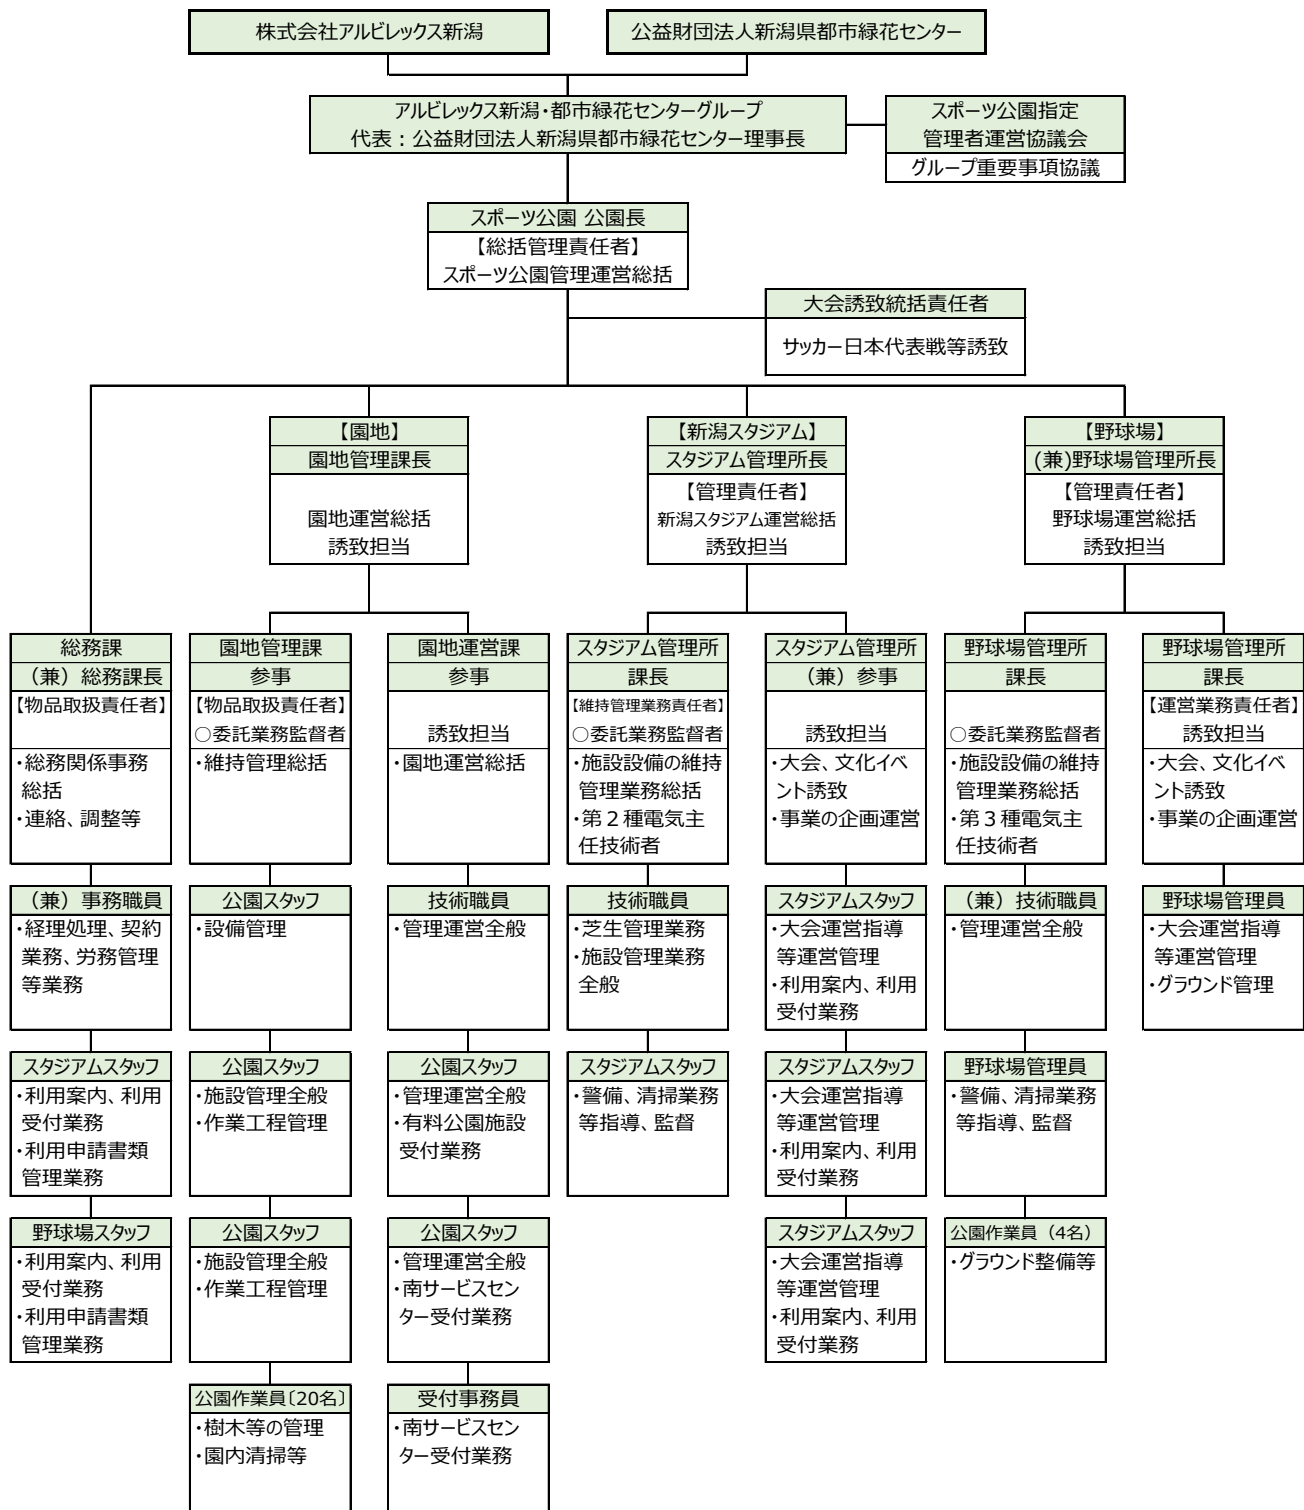 株式会社アルビレックス新潟
公益財団法人新潟県都市緑花センター
アルビレックス新潟・都市緑花センターグループ
代表：公益財団法人新潟県都市緑花センター理事長
スポーツ公園指定
管理者運営協議会
グループ重要事項協議
スポーツ公園 公園長
【総括管理責任者】
スポーツ公園管理運営総括
大会誘致統括責任者
サッカー日本代表戦等誘致
【園地】
園地管理課長
園地運営総括
誘致担当
【新潟スタジアム】
スタジアム管理所長
【管理責任者】
新潟スタジアム運営総括
誘致担当
【野球場】
(兼)野球場管理所長
【管理責任者】
野球場運営総括
誘致担当
総務課
（兼）総務課長
【物品取扱責任者】
・総務関係事務
総括
・連絡、調整等
（兼）事務職員
・経理処理、契約
業務、労務管理
等業務
スタジアムスタッフ
・利用案内、利用
受付業務
・利用申請書類
管理業務
野球場スタッフ
・利用案内、利用
受付業務
・利用申請書類
管理業務
園地管理課
参事
【物品取扱責任者】
○委託業務監督者
・維持管理総括
公園スタッフ
・設備管理
公園スタッフ
・施設管理全般
・作業工程管理
公園スタッフ
・施設管理全般
・作業工程管理
公園作業員〔20名〕
・樹木等の管理
・園内清掃等
園地運営課
参事
誘致担当
・園地運営総括
技術職員
・管理運営全般
公園スタッフ
・管理運営全般
・有料公園施設
受付業務
公園スタッフ
・管理運営全般
・南サービスセン
ター受付業務
受付事務員
・南サービスセン
ター受付業務
スタジアム管理所
課長
【維持管理業務責任者】
○委託業務監督者
・施設設備の維持
管理業務総括
・第２種電気主
任技術者
技術職員
・芝生管理業務
・施設管理業務
全般
スタジアムスタッフ
・警備、清掃業務
等指導、監督
スタジアム管理所
（兼）参事
誘致担当
・大会、文化イベ
ント誘致
・事業の企画運営
スタジアムスタッフ
・大会運営指導
等運営管理
・利用案内、利用
受付業務
スタジアムスタッフ
・大会運営指導
等運営管理
・利用案内、利用
受付業務
スタジアムスタッフ
・大会運営指導
等運営管理
・利用案内、利用
受付業務
野球場管理所
課長
○委託業務監督者
・施設設備の維持
管理業務総括
・第３種電気主
任技術者
（兼）技術職員
・管理運営全般
野球場管理員
・警備、清掃業務
等指導、監督
公園作業員（4名）
・グラウンド整備等
野球場管理所
課長
【運営業務責任者】
誘致担当
・大会、文化イベ
ント誘致
・事業の企画運営
野球場管理員
・大会運営指導
等運営管理
・グラウンド管理